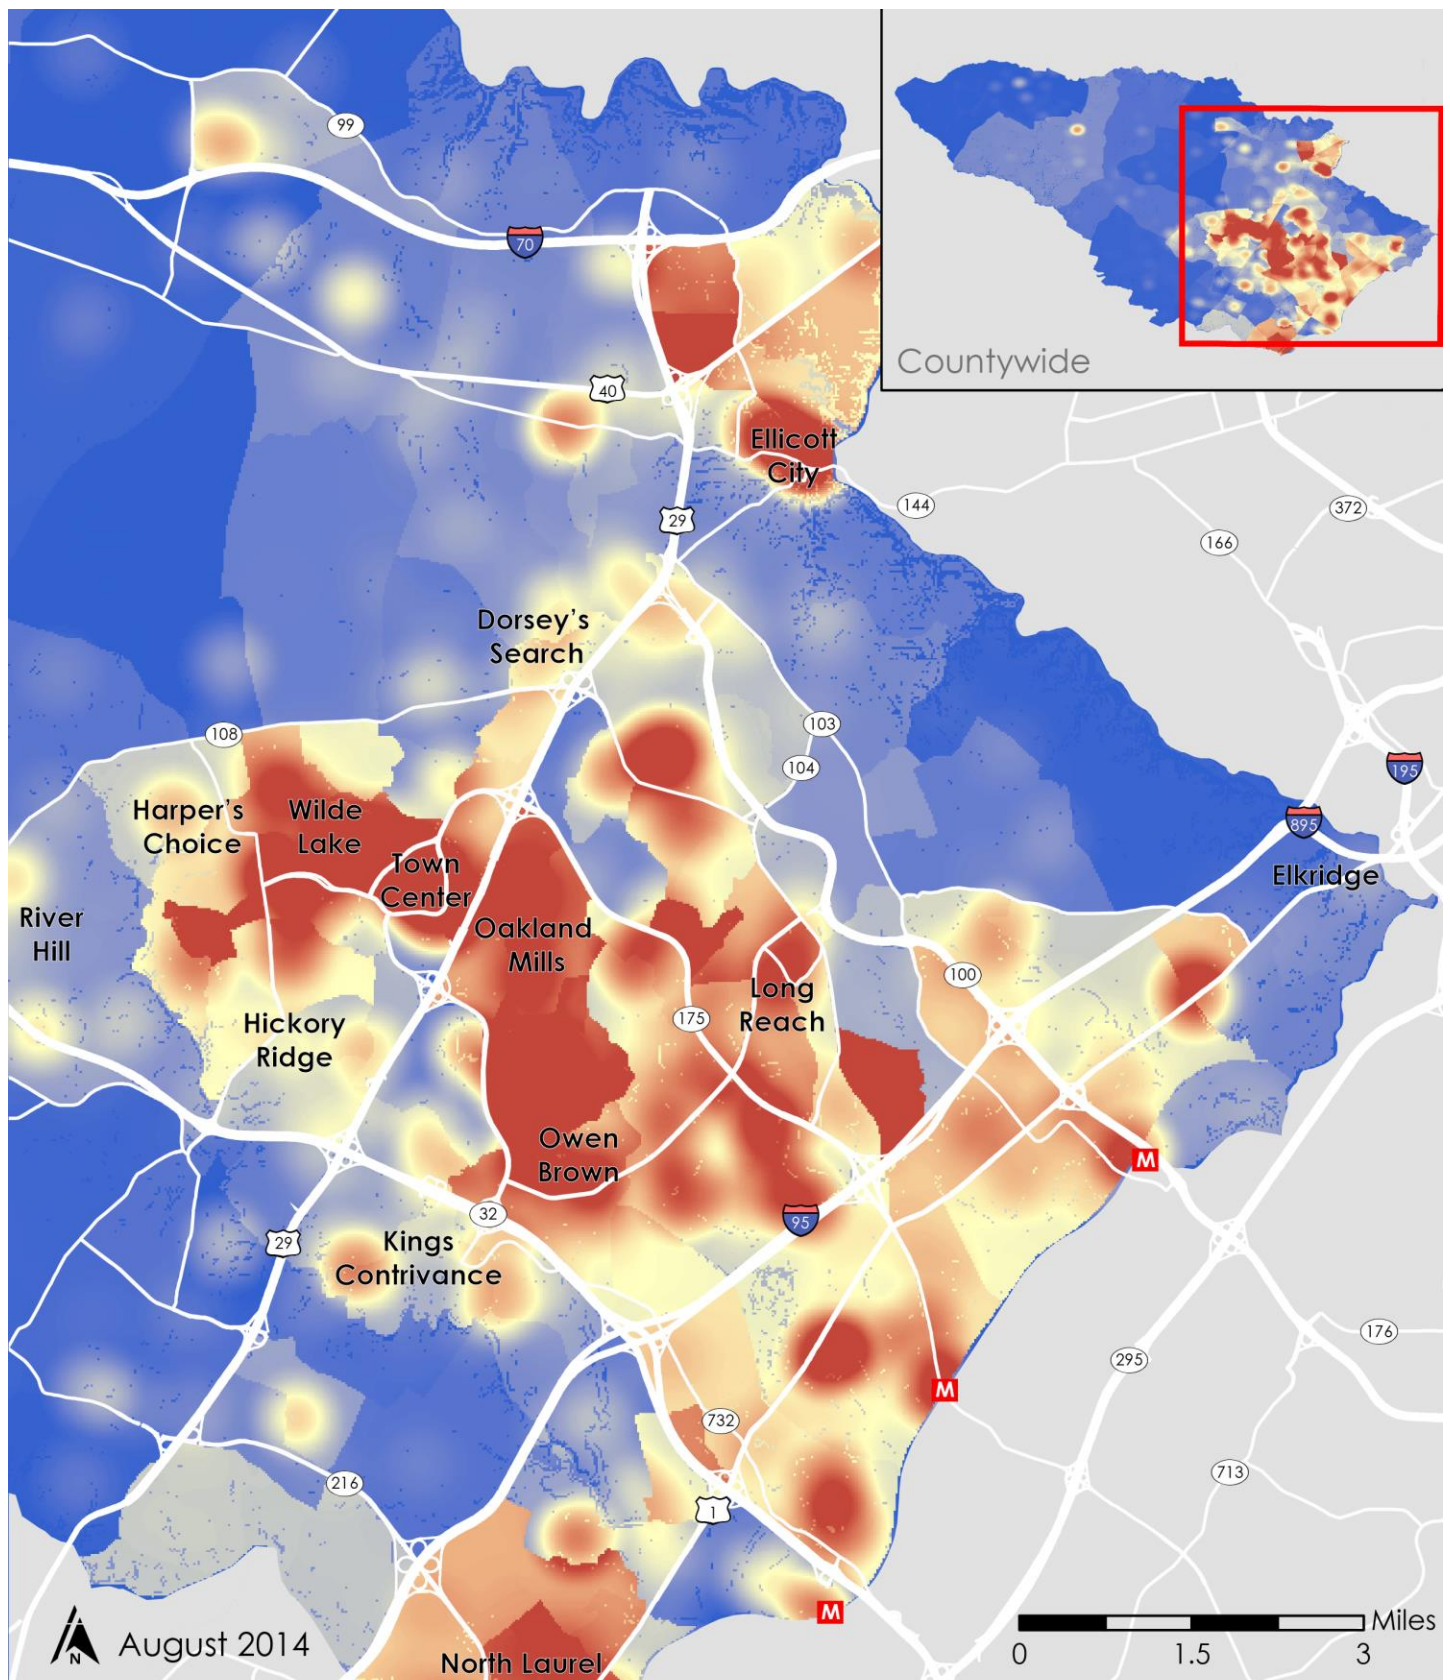 99
70
Countywide
40
Ellicott
City
144
372
29
166
Dorsey's
Search
108
103
104
195
895
Harper's
Choice
Wilde
Lake
Town
Center
Elkridge
River
Hill
Oakland
Mills
100
Long
Reach
175
Hickory
Ridge
Owen
Brown
M
32
95
29
Kings
Contrivance
176
295
M
732
713
216
1
M
Miles
0
1.5
3
N
August 2014
North Laurel